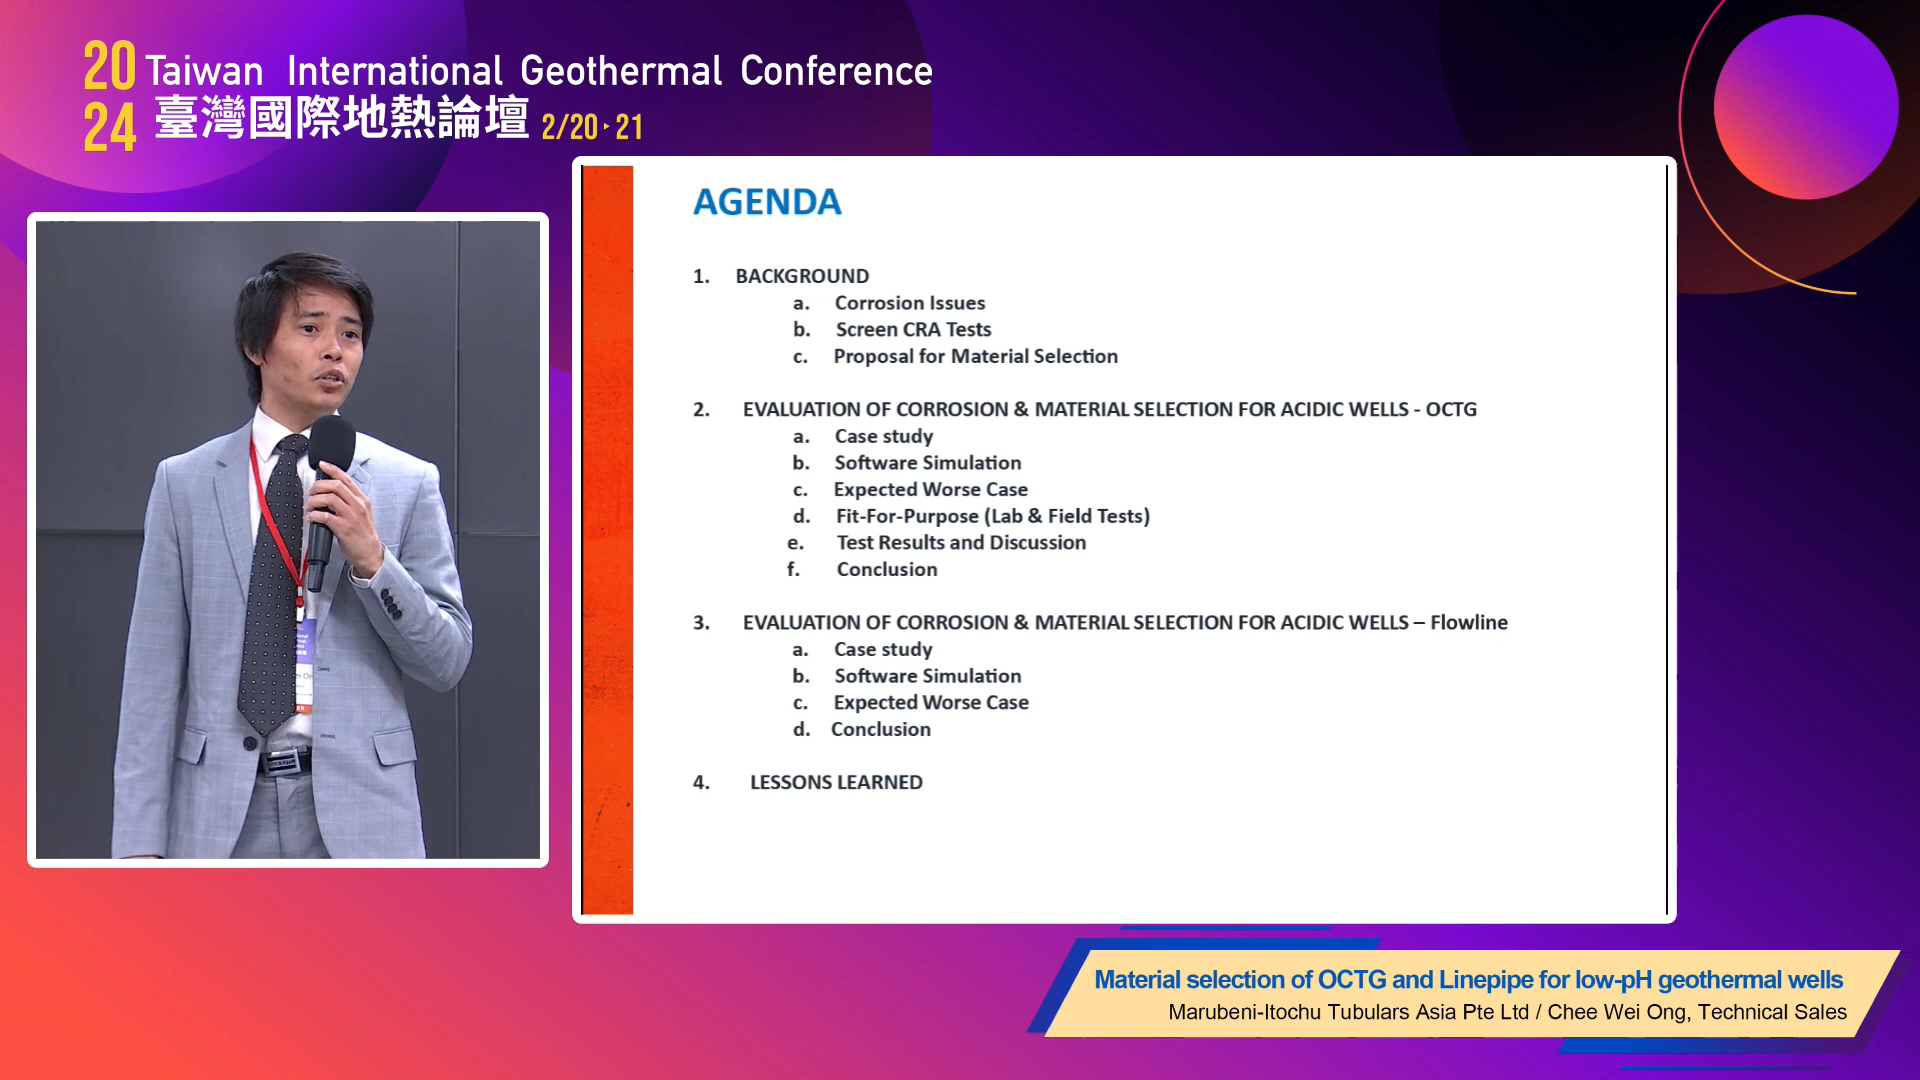 2024 Taiwan International Geothermal Conference
臺灣國際地熱論壇 2/20‣21
AGENDA
1. BACKGROUND
a. Corrosion Issues
b. Screen CRA Tests
c. Proposal for Material Selection
2. EVALUATION OF CORROSION & MATERIAL SELECTION FOR ACIDIC WELLS - OCTG
a. Case study
b. Software Simulation
c. Expected Worse Case
d. Fit-For-Purpose (Lab & Field Tests)
e. Test Results and Discussion
f. Conclusion
3. EVALUATION OF CORROSION & MATERIAL SELECTION FOR ACIDIC WELLS – Flowline
a. Case study
b. Software Simulation
c. Expected Worse Case
d. Conclusion
4. LESSONS LEARNED
Material selection of OCTG and Linepipe for low-pH geothermal wells
Marubeni-Itochu Tubulars Asia Pte Ltd / Chee Wei Ong, Technical Sales